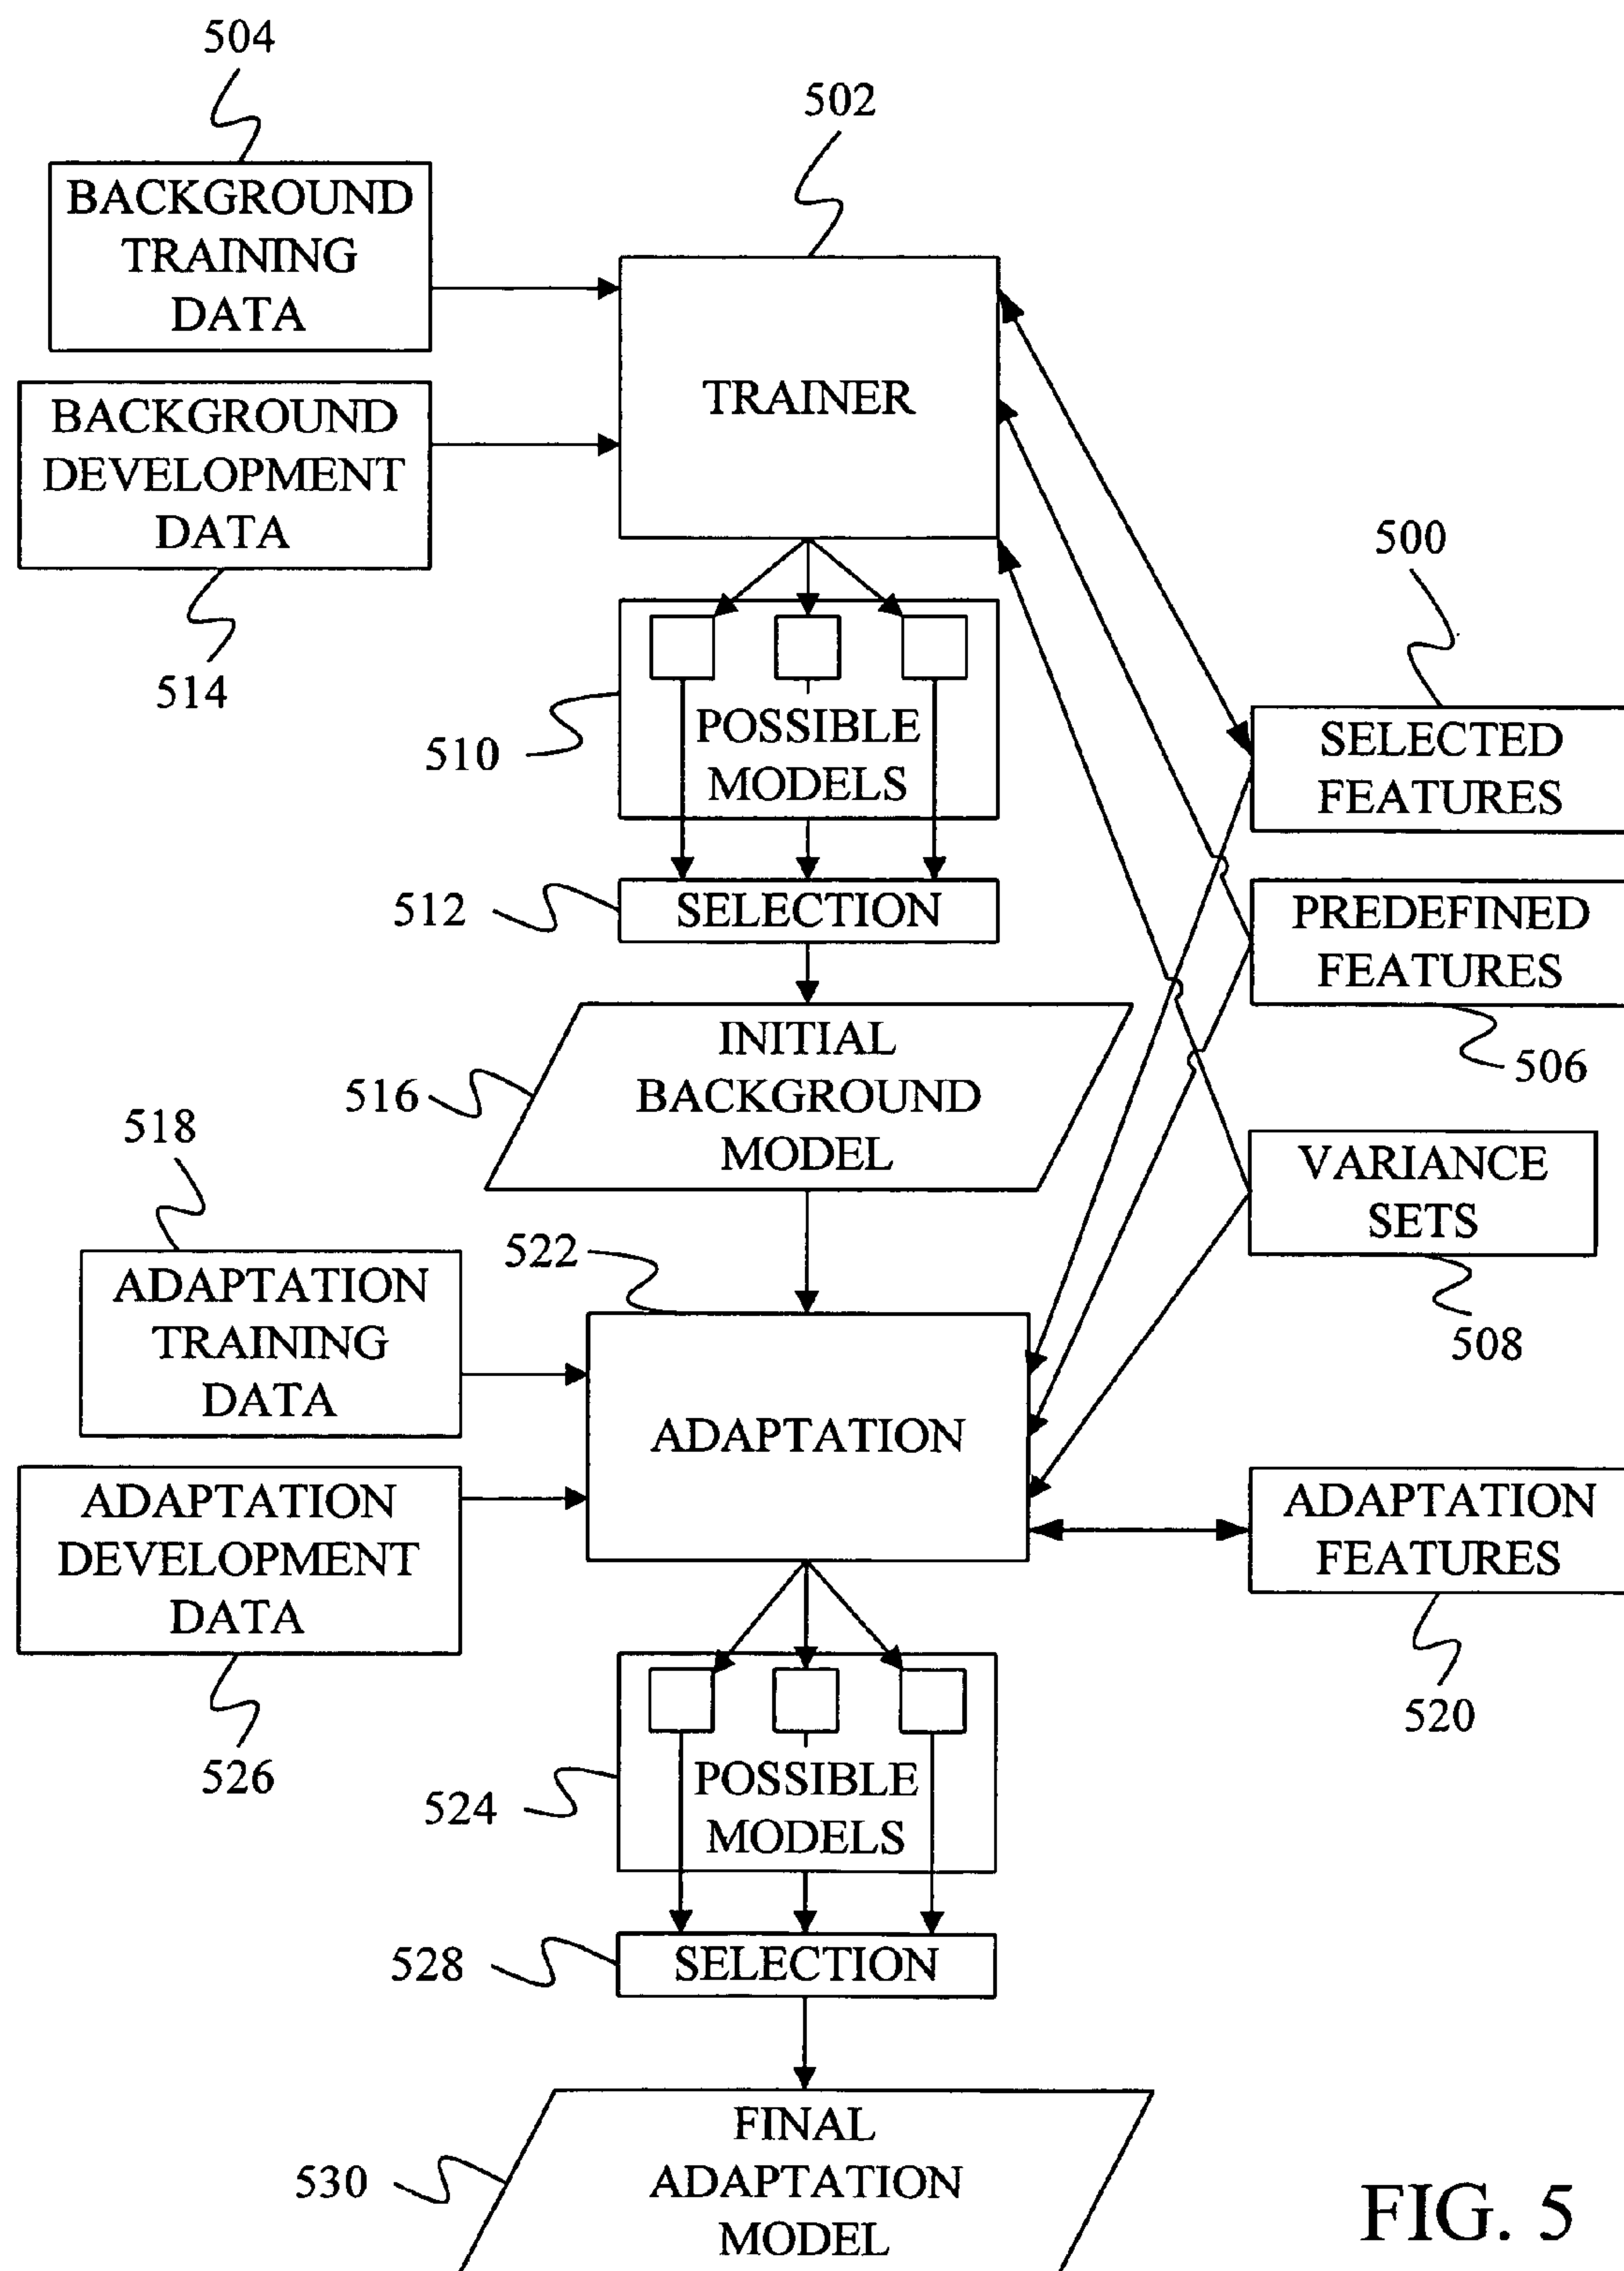 504
502
BACKGROUND
TRAINING
DATA
TRAINER
BACKGROUND
DEVELOPMENT
DATA
514
500
SELECTED
FEATURES
510
POSSIBLE
MODELS
512
SELECTION
PREDEFINED
FEATURES
506
INITIAL
BACKGROUND
MODEL
516
518
VARIANCE
SETS
508
522
ADAPTATION
TRAINING
DATA
ADAPTATION
ADAPTATION
DEVELOPMENT
DATA
526
ADAPTATION
FEATURES
520
524
POSSIBLE
MODELS
528
SELECTION
530
FINAL
ADAPTATION
MODEL
FIG. 5